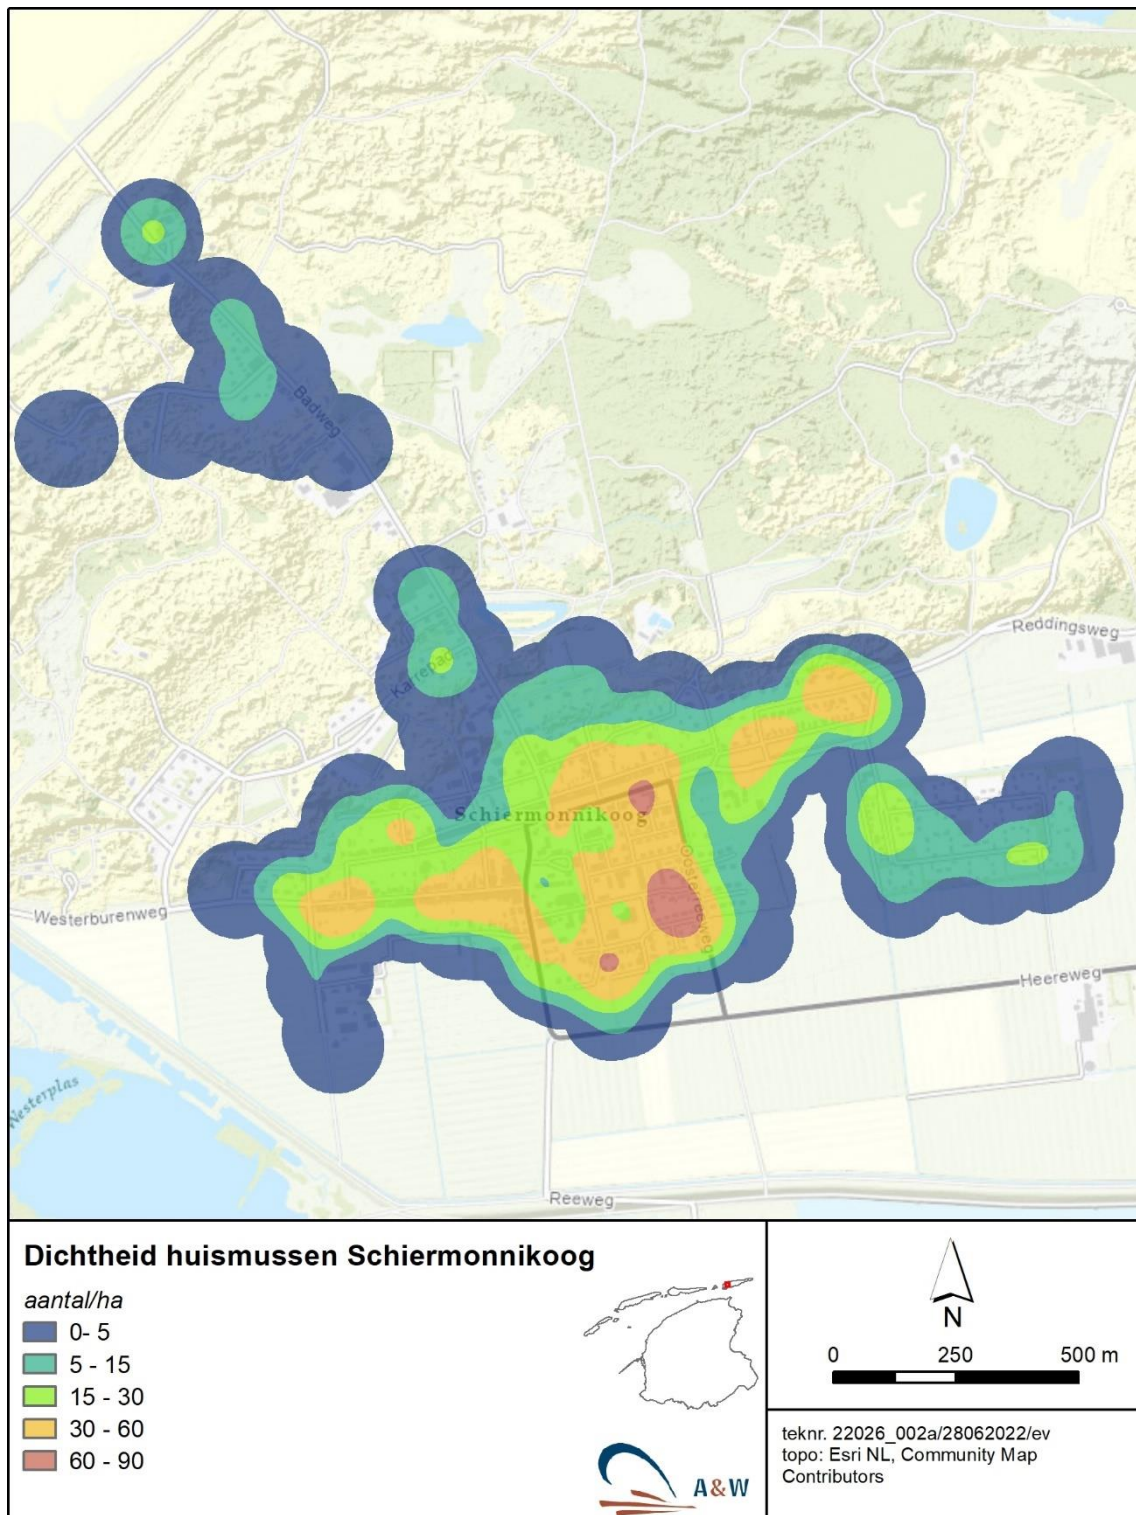 Badweg
Karrepad
Reddingsweg
Schiermonnikoog
Oosterreeweg
Westerburenweg
Heereweg
Westerplas
Reeweg
Dichtheid huismussen Schiermonnikoog
aantal/ha
0- 5
5 - 15
15 - 30
30 - 60
60 - 90
A&W
N
0 250 500 m
teknr. 22026_002a/28062022/ev
topo: Esri NL, Community Map
Contributors